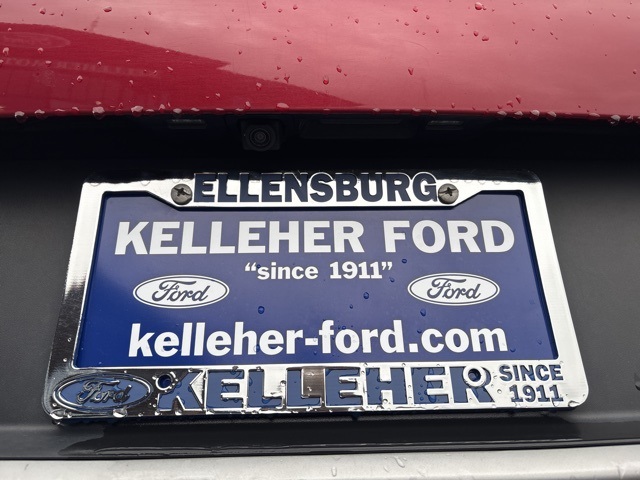 ELLENSBURG
KELLEHER FORD
"since 1911"
Ford Ford
kelleher-ford.com
Ford KELLEHER SINCE
1911